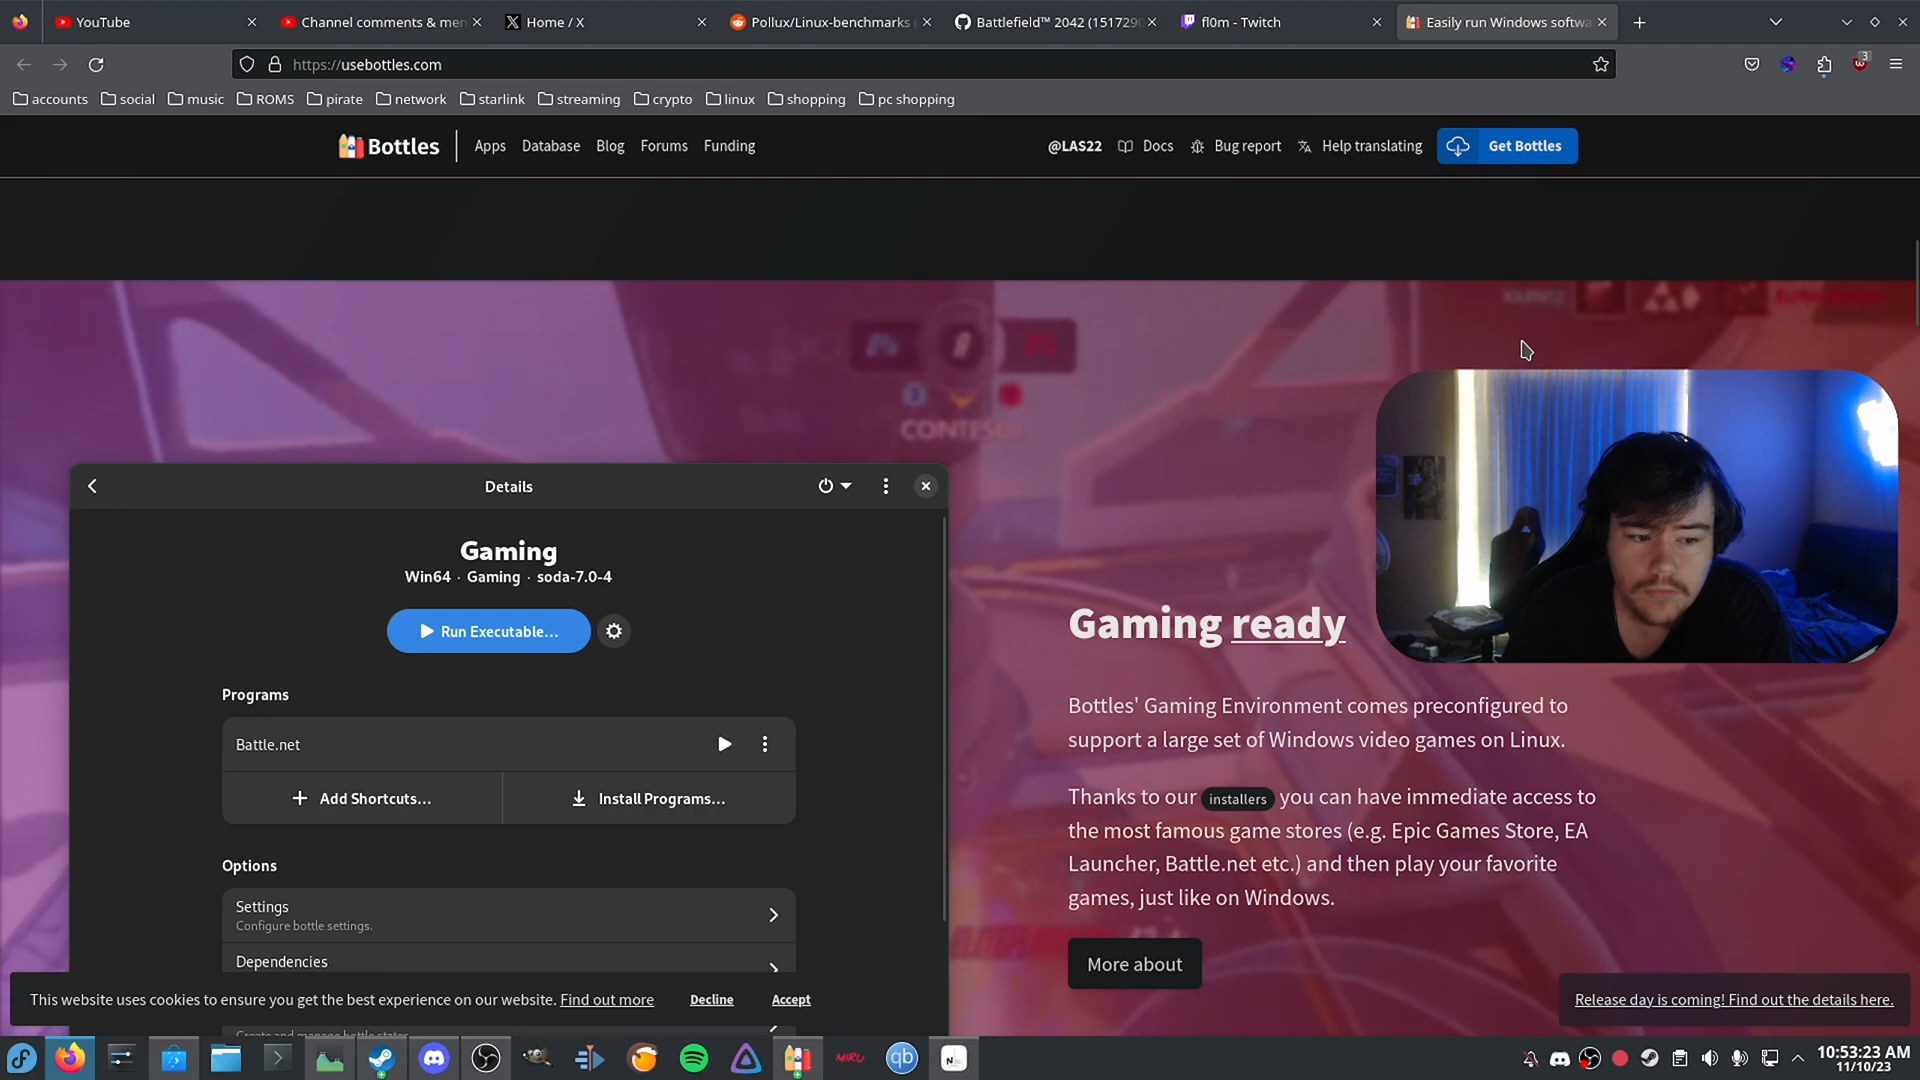 YouTube
Channel comments & men
Home / X
Pollux/Linux-benchmarks
Battlefield™ 2042 (1517290
fl0m - Twitch
Easily run Windows softwa
https://usebottles.com
3
accounts
social
music
ROMS
pirate
network
starlink
streaming
crypto
linux
shopping
pc shopping
Bottles
Apps
Database
Blog
Forums
Funding
@LAS22
Docs
Bug report
Help translating
Get Bottles
Details
Gaming
Win64 · Gaming · soda-7.0-4
Run Executable...
Programs
Battle.net
Add Shortcuts...
Install Programs...
Options
Settings
Configure bottle settings.
Dependencies
Gaming ready
Bottles' Gaming Environment comes preconfigured to
support a large set of Windows video games on Linux.
Thanks to our installers you can have immediate access to
the most famous game stores (e.g. Epic Games Store, EA
Launcher, Battle.net etc.) and then play your favorite
games, just like on Windows.
More about
This website uses cookies to ensure you get the best experience on our website. Find out more
Decline
Accept
Release day is coming! Find out the details here.
MIRU
qb
10:53:23 AM
11/10/23